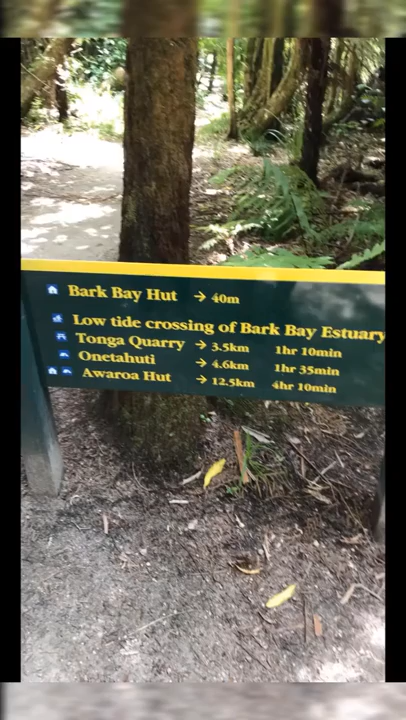 Bark Bay Hut → 40m
Low tide crossing of Bark Bay Estuary
Tonga Quarry → 3.5km 1hr 10min
Onetahuti → 4.6km 1hr 35min
Awaroa Hut → 12.5km 4hr 10min